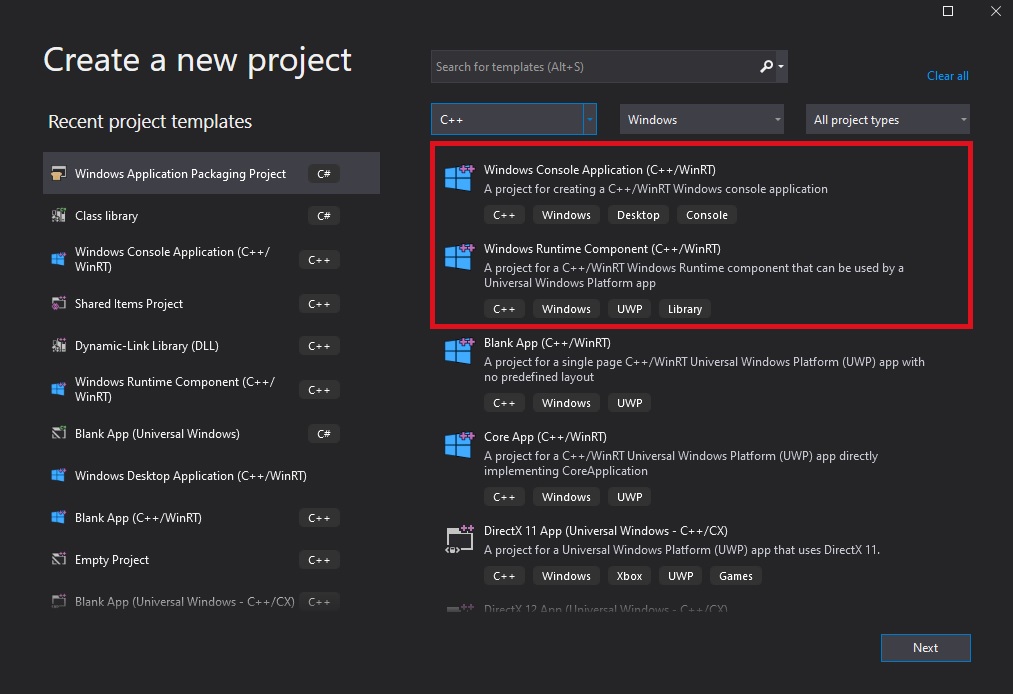 Create a new project
Search for templates (Alt+S)
Clear all
C++
Windows
All project types
Recent project templates
Windows Application Packaging Project
C#
Class library
C#
Windows Console Application (C++/
WinRT)
C++
Shared Items Project
C++
Dynamic-Link Library (DLL)
C++
Windows Runtime Component (C++/
WinRT)
C++
Blank App (Universal Windows)
C#
Windows Desktop Application (C++/WinRT)
Blank App (C++/WinRT)
C++
Empty Project
C++
Blank App (Universal Windows - C++/CX)
C++
Windows Console Application (C++/WinRT)
A project for creating a C++/WinRT Windows console application
C++ Windows Desktop Console
Windows Runtime Component (C++/WinRT)
A project for a C++/WinRT Windows Runtime component that can be used by a
Universal Windows Platform app
C++ Windows UWP Library
Blank App (C++/WinRT)
A project for a single page C++/WinRT Universal Windows Platform (UWP) app with
no predefined layout
C++ Windows UWP
Core App (C++/WinRT)
A project for a C++/WinRT Universal Windows Platform (UWP) app directly
implementing CoreApplication
C++ Windows UWP
DirectX 11 App (Universal Windows - C++/CX)
A project for a Universal Windows Platform (UWP) app that uses DirectX 11.
C++ Windows Xbox UWP Games
DirectX 12 App (Universal Windows - C++/CX)
Next